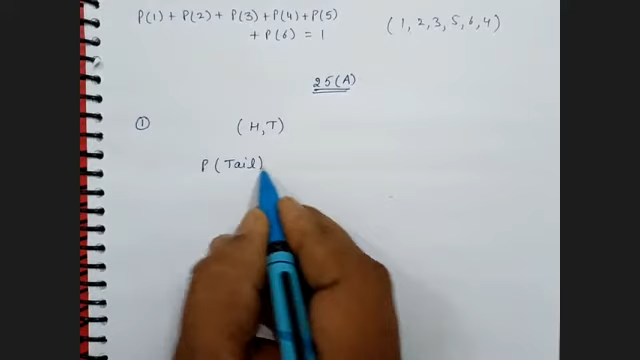 P(1) + P(2) + P(3) + P(4) + P(5)
+ P(6) = 1
(1, 2, 3, 5, 6, 4)
25(A)
① (H, T)
P(Tail)